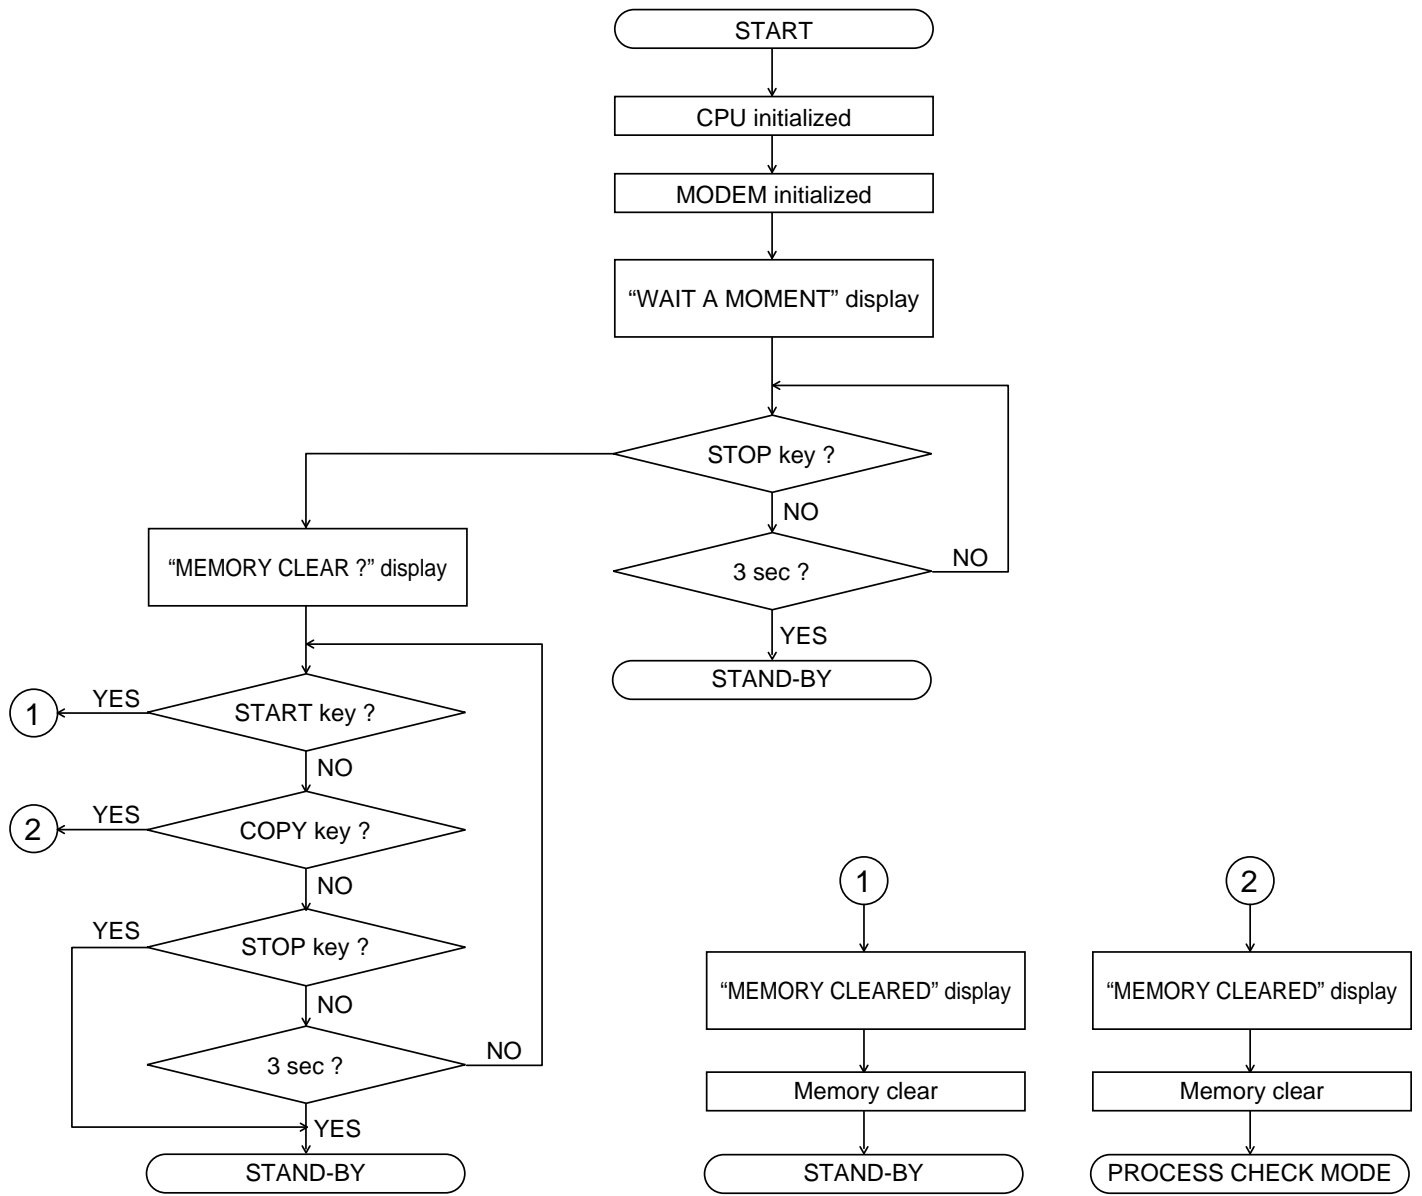 START
CPU initialized
MODEM initialized
“WAIT A MOMENT” display
STOP key ?
NO
“MEMORY CLEAR ?” display
3 sec ?
NO
YES
STAND-BY
YES
1
START key ?
NO
YES
2
COPY key ?
NO
YES
STOP key ?
NO
3 sec ?
NO
YES
STAND-BY
1
“MEMORY CLEARED” display
Memory clear
STAND-BY
2
“MEMORY CLEARED” display
Memory clear
PROCESS CHECK MODE